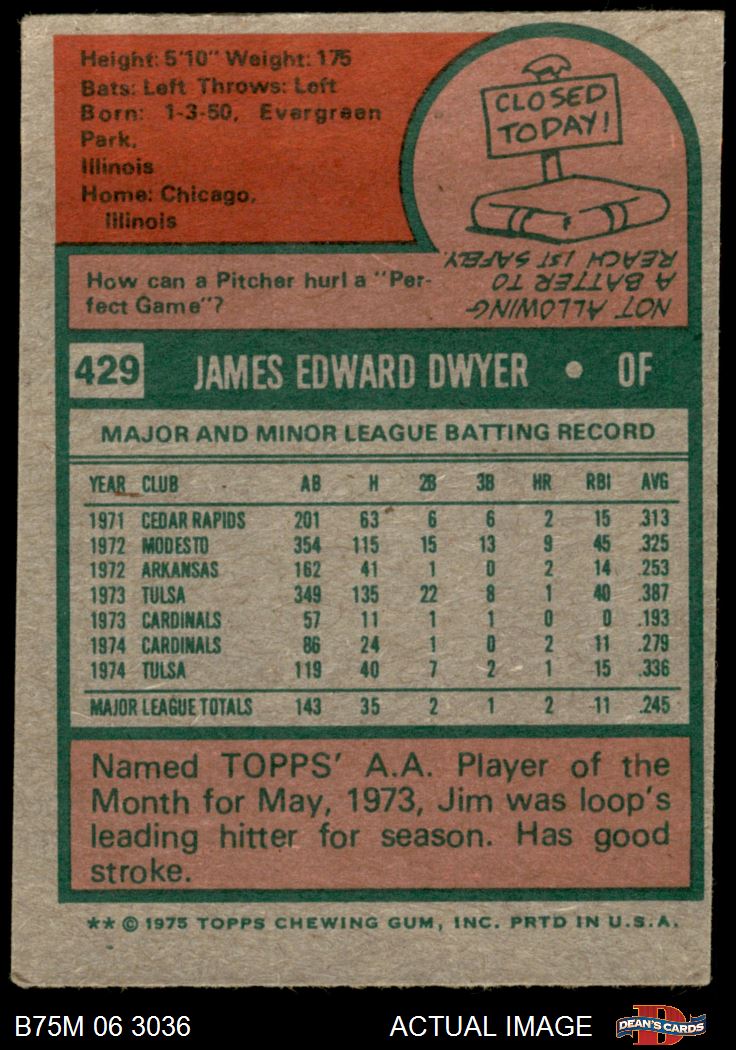 Height: 5'10" Weight: 175
Bats: Left Throws: Left
Born: 1-3-50, Evergreen
Park,
Illinois
Home: Chicago,
Illinois
CLOSED
TODAY!
How can a Pitcher hurl a "Per-
fect Game"?
NOT ALLOWING
A BATTER TO
REACH 1ST SAFELY.
429 JAMES EDWARD DWYER • OF
MAJOR AND MINOR LEAGUE BATTING RECORD
YEAR CLUB AB H 2B 3B HR RBI AVG
1971 CEDAR RAPIDS 201 63 6 6 2 15 .313
1972 MODESTO 354 115 15 13 9 45 .325
1972 ARKANSAS 162 41 1 0 2 14 .253
1973 TULSA 349 135 22 8 1 40 .387
1973 CARDINALS 57 11 1 1 0 0 .193
1974 CARDINALS 86 24 1 0 2 11 .279
1974 TULSA 119 40 7 2 1 15 .336
MAJOR LEAGUE TOTALS 143 35 2 1 2 11 .245
Named TOPPS' A.A. Player of the
Month for May, 1973, Jim was loop's
leading hitter for season. Has good
stroke.
** © 1975 TOPPS CHEWING GUM, INC. PRTD IN U.S.A.
B75M 06 3036 ACTUAL IMAGE D DEAN'S CARDS